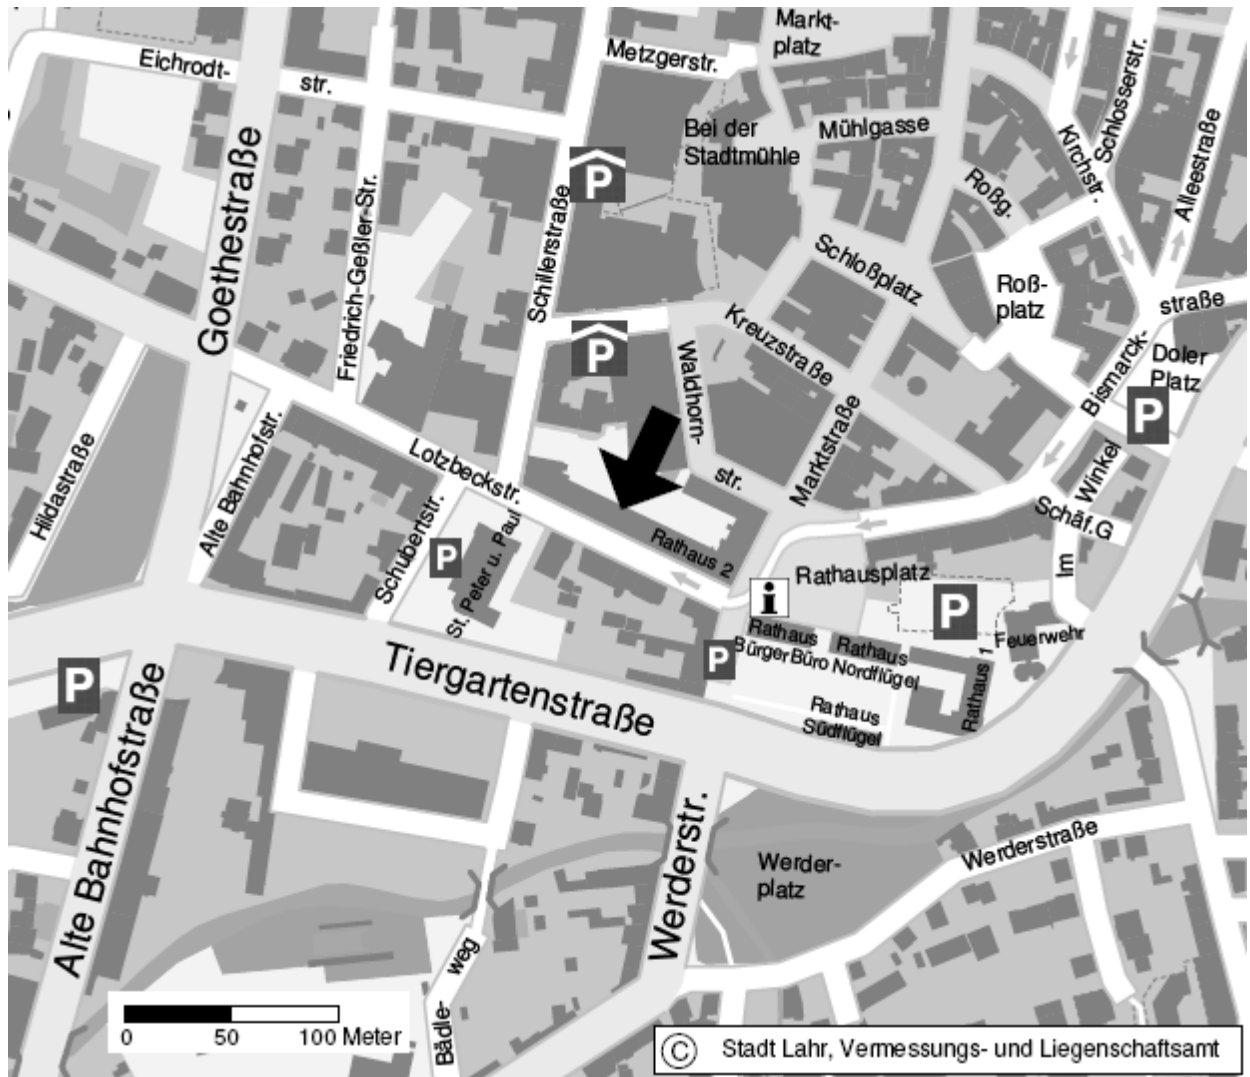 Markt-
platz
Metzgerstr.
Eichrodt-
str.
Schlosserstr.
Alleestraße
Bei der
Stadtmühle
Mühlgasse
Kirchstr.
P
Goethestraße
Friedrich-Geßler-Str.
Schillerstraße
Roßg.
Schloßplatz
Roß-
platz
straße
P
Kreuzstraße
Waldhorn-
Bismarck-
Doler
Platz
P
Marktstraße
Hildastraße
Alte Bahnhofstr.
Lotzbeckstr.
str.
Winkel
Schäf.G
Schubertstr.
St. Peter u. Paul
P
Rathaus 2
Im
i
Rathausplatz
P
Rathaus
BürgerBüro
Rathaus
Nordflügel
Rathaus 1
Feuerwehr
P
P
Tiergartenstraße
Rathaus
Südflügel
Alte Bahnhofstraße
Werderstr.
Werder-
platz
Werderstraße
Bädle-
weg
0 50 100 Meter
© Stadt Lahr, Vermessungs- und Liegenschaftsamt